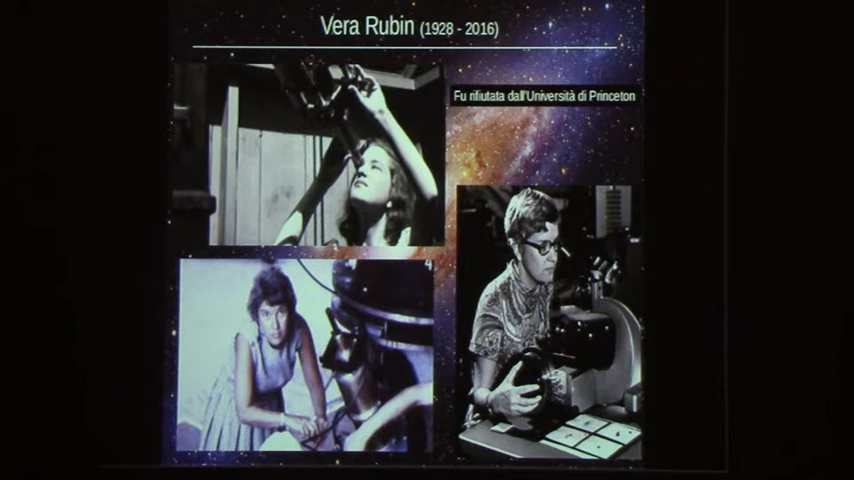 Vera Rubin (1928 - 2016)
Fu rifiutata dall'Università di Princeton